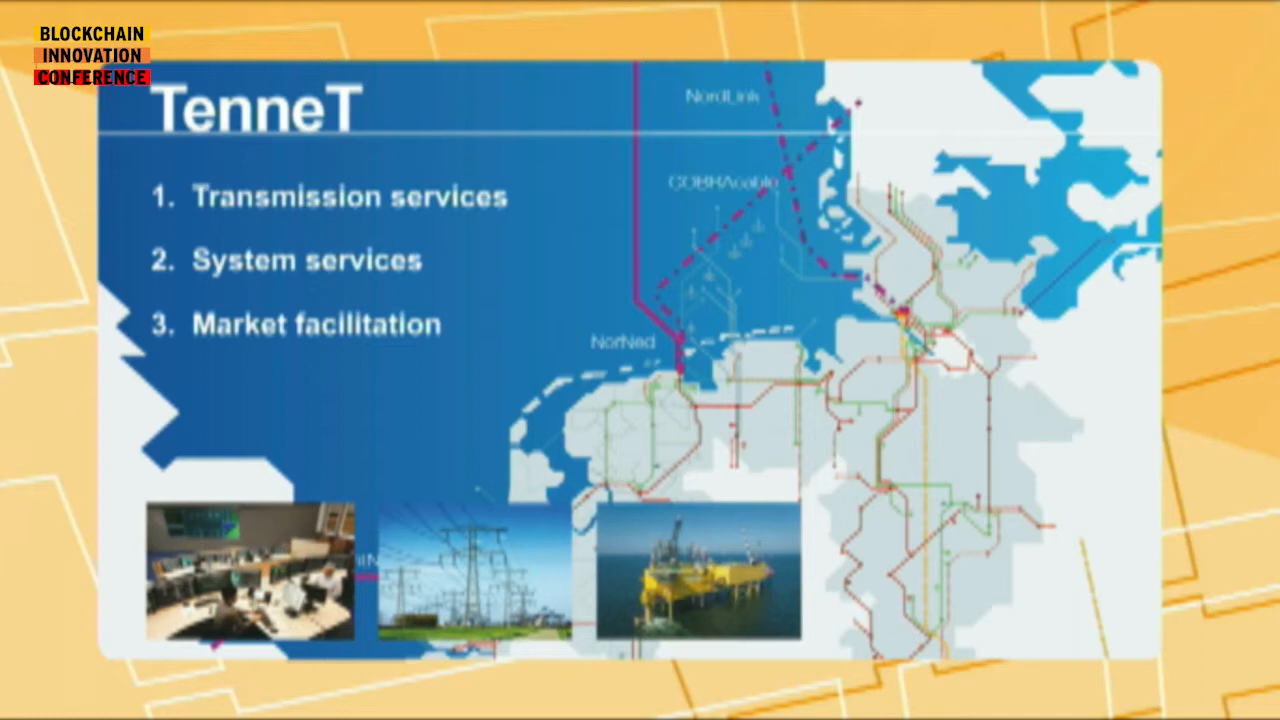 BLOCKCHAIN
INNOVATION
CONFERENCE
TenneT
NordLink
1. Transmission services
COBRAcable
2. System services
3. Market facilitation
NorNed